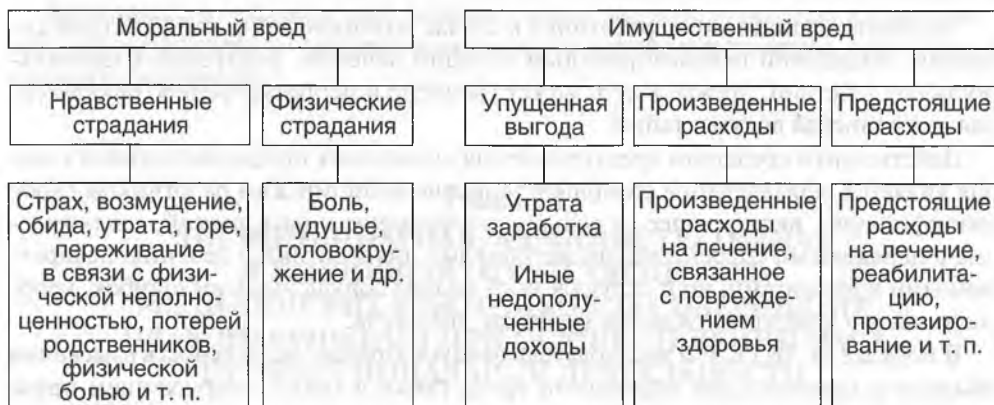 Моральный вред
Имущественный вред
Нравственные
страдания
Физические
страдания
Упущенная
выгода
Произведенные
расходы
Предстоящие
расходы
Страх, возмущение,
обида, утрата, горе,
переживания
в связи с физи-
ческой неполно-
ценностью, потерей
родственников,
физической
болью и т. п.
Боль,
удушье,
головокру-
жение и др.
Утрата
заработка
Иные
недополу-
ченные
доходы
Произведенные
расходы
на лечение,
связанное
с поврежде-
нием
здоровья
Предстоящие
расходы
на лечение,
реабилита-
цию,
протезиро-
вание и т. п.